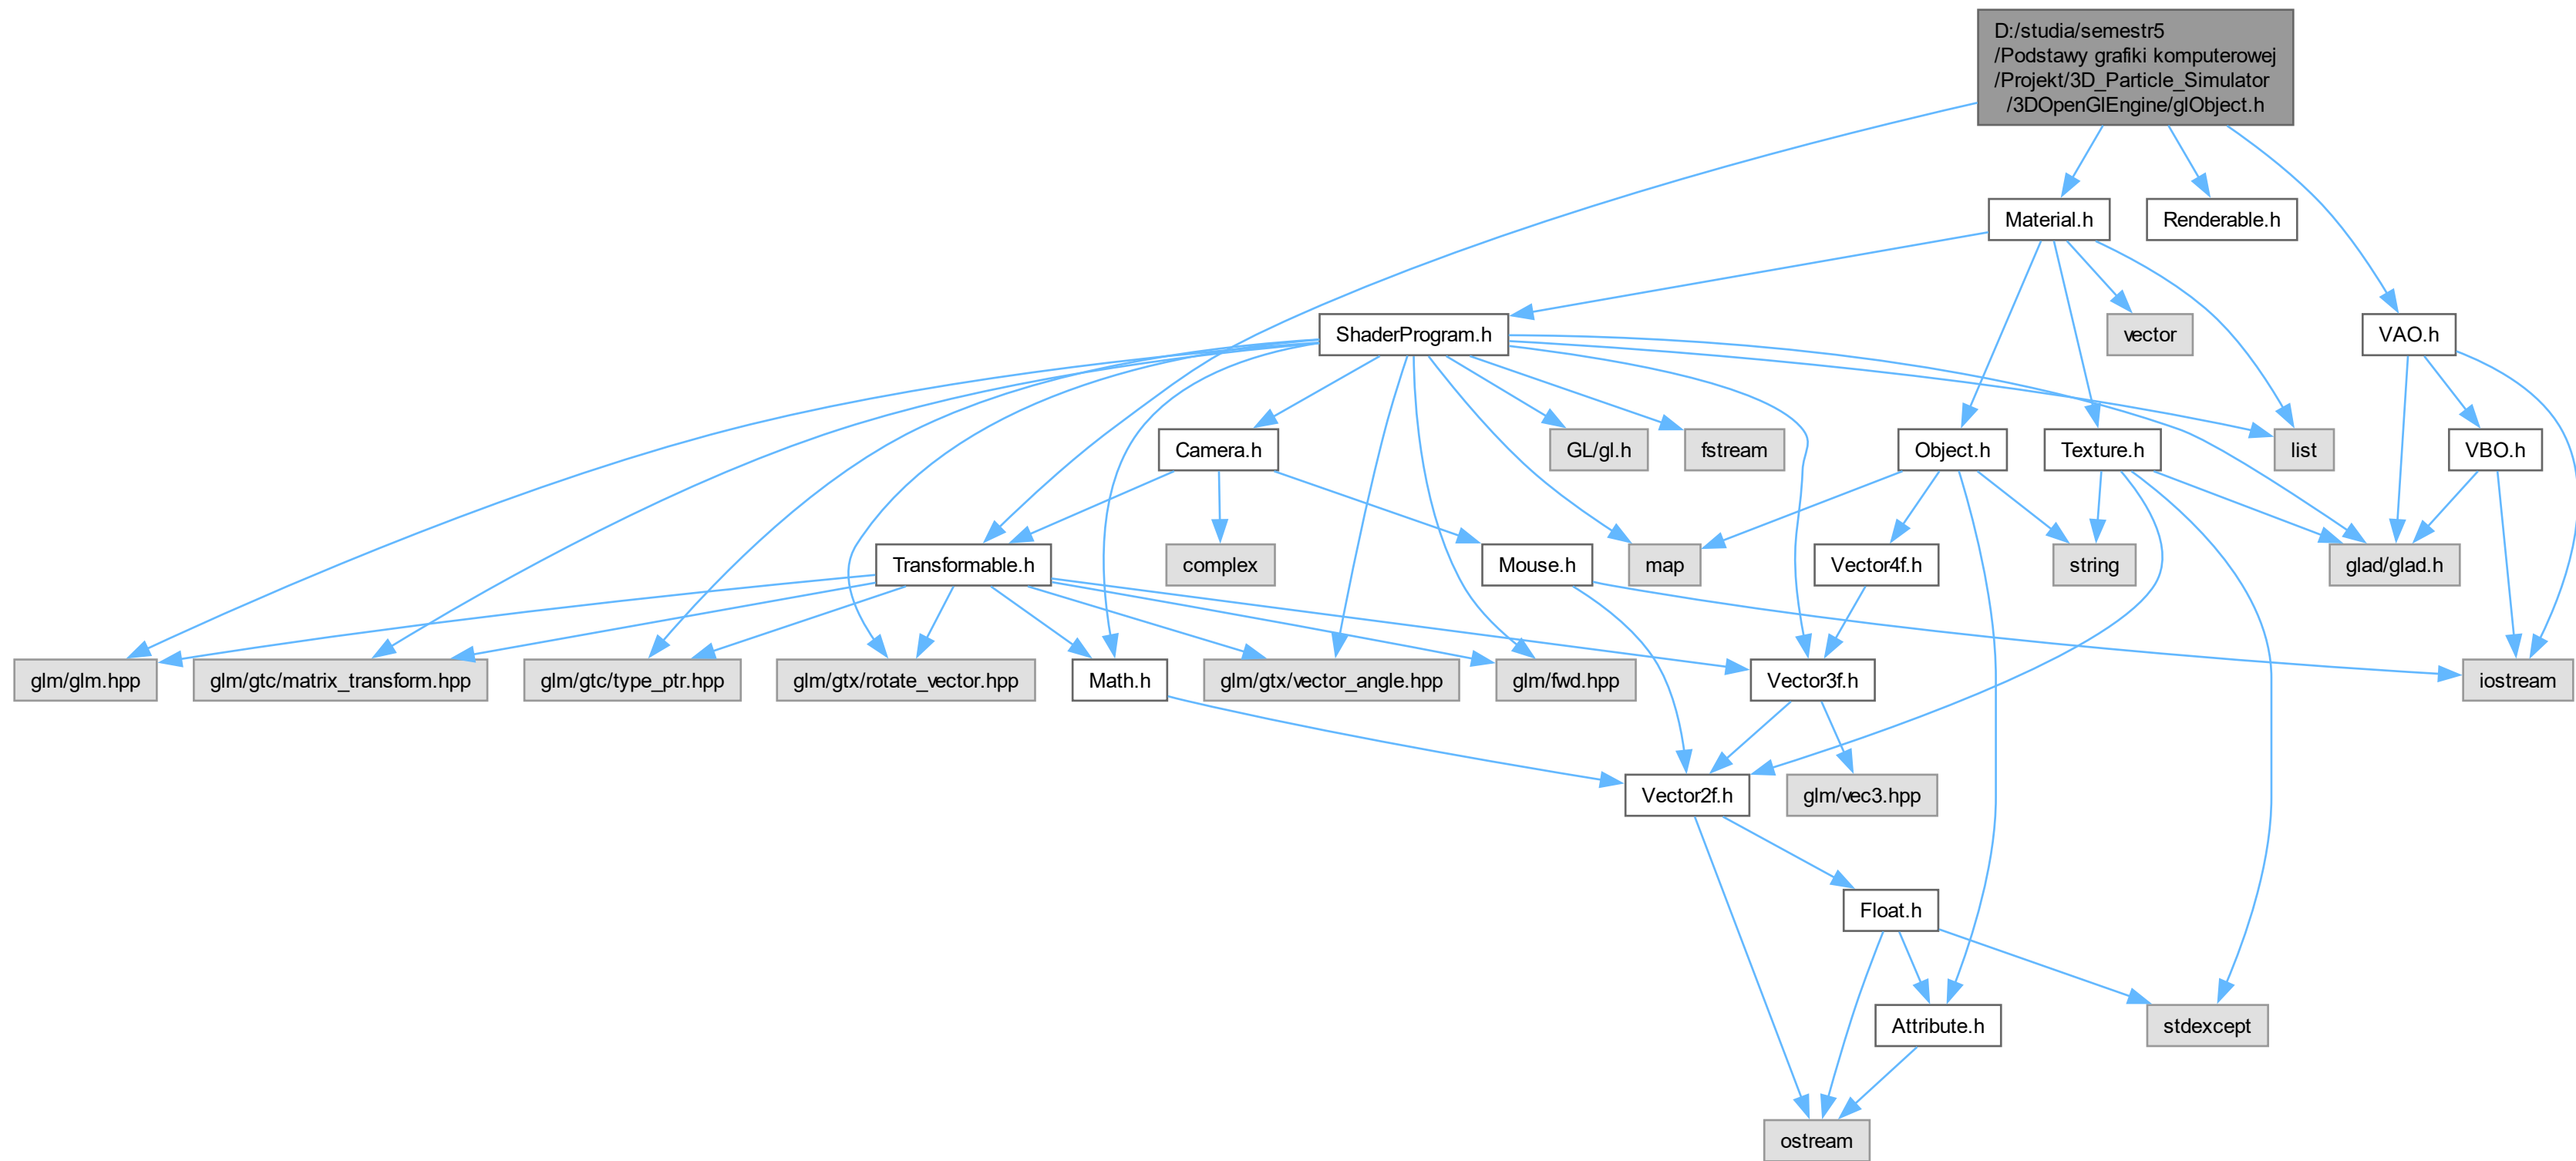 D:/studia/semestr5
/Podstawy grafiki komputerowej
/Projekt/3D_Particle_Simulator
/3DOpenGlEngine/glObject.h
Material.h
Renderable.h
ShaderProgram.h
vector
VAO.h
Camera.h
GL/gl.h
fstream
Object.h
Texture.h
list
VBO.h
Transformable.h
complex
Mouse.h
map
Vector4f.h
string
glad/glad.h
glm/glm.hpp
glm/gtc/matrix_transform.hpp
glm/gtc/type_ptr.hpp
glm/gtx/rotate_vector.hpp
Math.h
glm/gtx/vector_angle.hpp
glm/fwd.hpp
Vector3f.h
iostream
Vector2f.h
glm/vec3.hpp
Float.h
Attribute.h
stdexcept
ostream